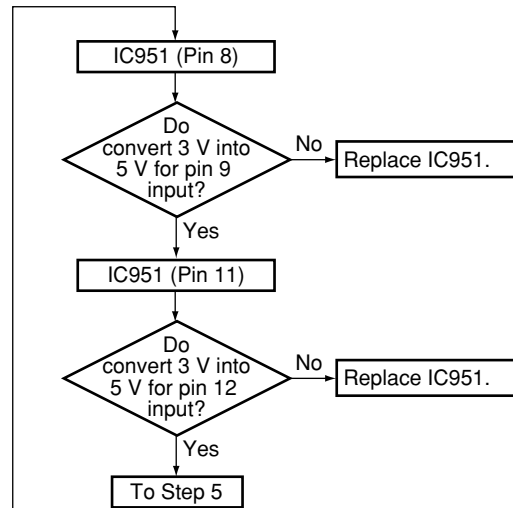 IC951 (Pin 8)
Do
convert 3 V into
5 V for pin 9
input?
No
Replace IC951.
Yes
IC951 (Pin 11)
Do
convert 3 V into
5 V for pin 12
input?
No
Replace IC951.
Yes
To Step 5